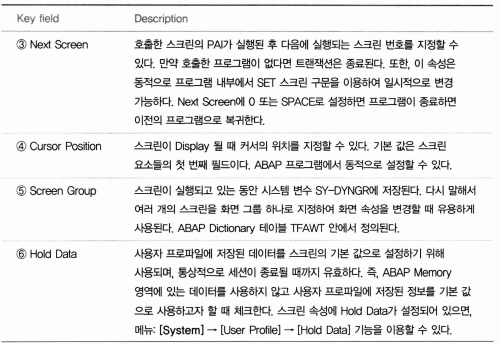 Key field Description
③ Next Screen 호출한 스크린의 PAI가 실행된 후 다음에 실행되는 스크린 번호를 지정할 수
있다. 만약 호출한 프로그램이 없다면 트랜잭션은 종료된다. 또한, 이 속성은
동적으로 프로그램 내부에서 SET 스크린 구문을 이용하여 일시적으로 변경
가능하다. Next Screen에 0 또는 SPACE로 설정하면 프로그램이 종료하면
이전의 프로그램으로 복귀한다.
④ Cursor Position 스크린이 Display 될 때 커서의 위치를 지정할 수 있다. 기본 값은 스크린
요소들의 첫 번째 필드이다. ABAP 프로그램에서 동적으로 설정할 수 있다.
⑤ Screen Group 스크린이 실행되고 있는 동안 시스템 변수 SY-DYNGR에 저장된다. 다시 말해서
여러 개의 스크린을 화면 그룹 하나로 지정하여 화면 속성을 변경할 때 유용하게
사용된다. ABAP Dictionary 테이블 TFAWT 안에서 정의된다.
⑥ Hold Data 사용자 프로파일에 저장된 데이터를 스크린의 기본 값으로 설정하기 위해
사용되며, 통상적으로 세션이 종료될 때까지 유효하다. 즉, ABAP Memory
영역에 있는 데이터를 사용하지 않고 사용자 프로파일에 저장된 정보를 기본 값
으로 사용하고자 할 때 체크한다. 스크린 속성에 Hold Data가 설정되어 있으면,
메뉴: [System] → [User Profile] → [Hold Data] 기능을 이용할 수 있다.